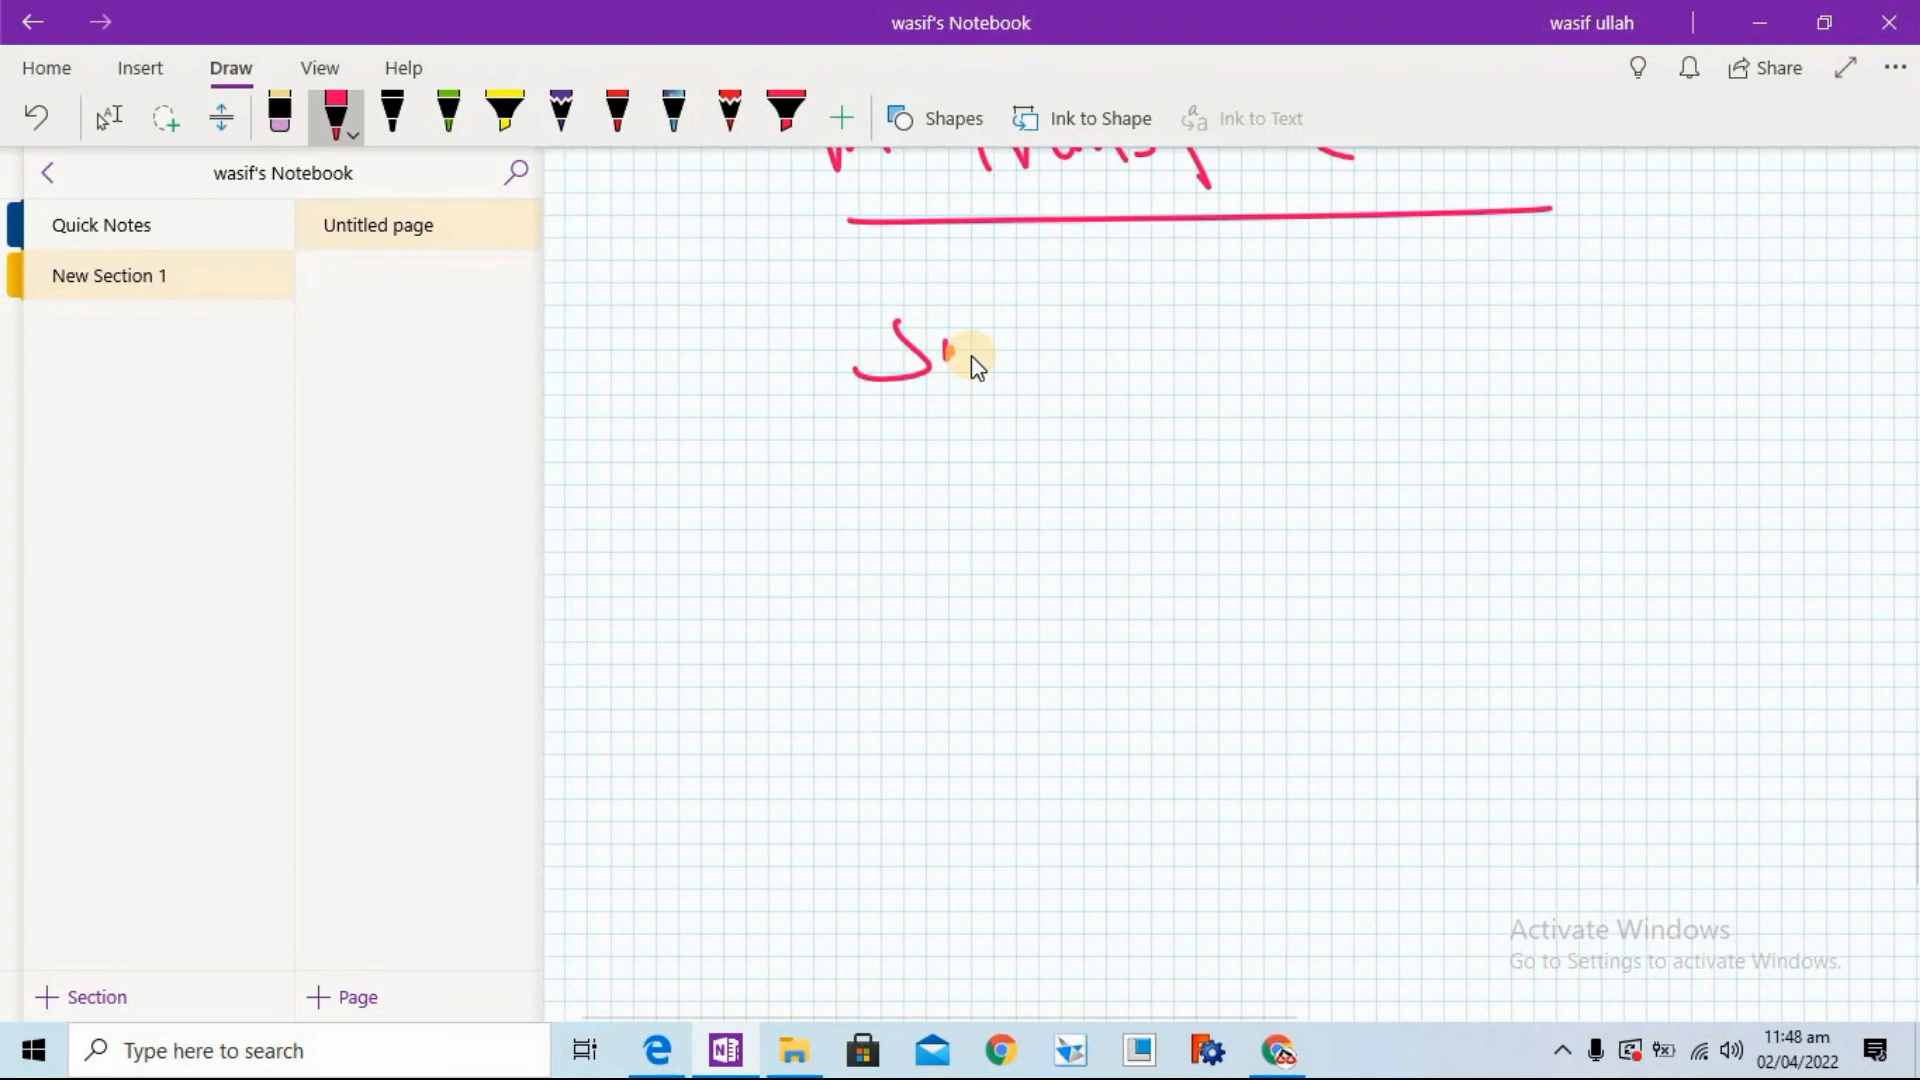 wasif's Notebook
wasif ullah
Home Insert Draw View Help
Share
Shapes Ink to Shape Ink to Text
wasif's Notebook
Quick Notes
Untitled page
New Section 1
Activate Windows
Go to Settings to activate Windows.
Section
Page
Type here to search
11:48 am
02/04/2022